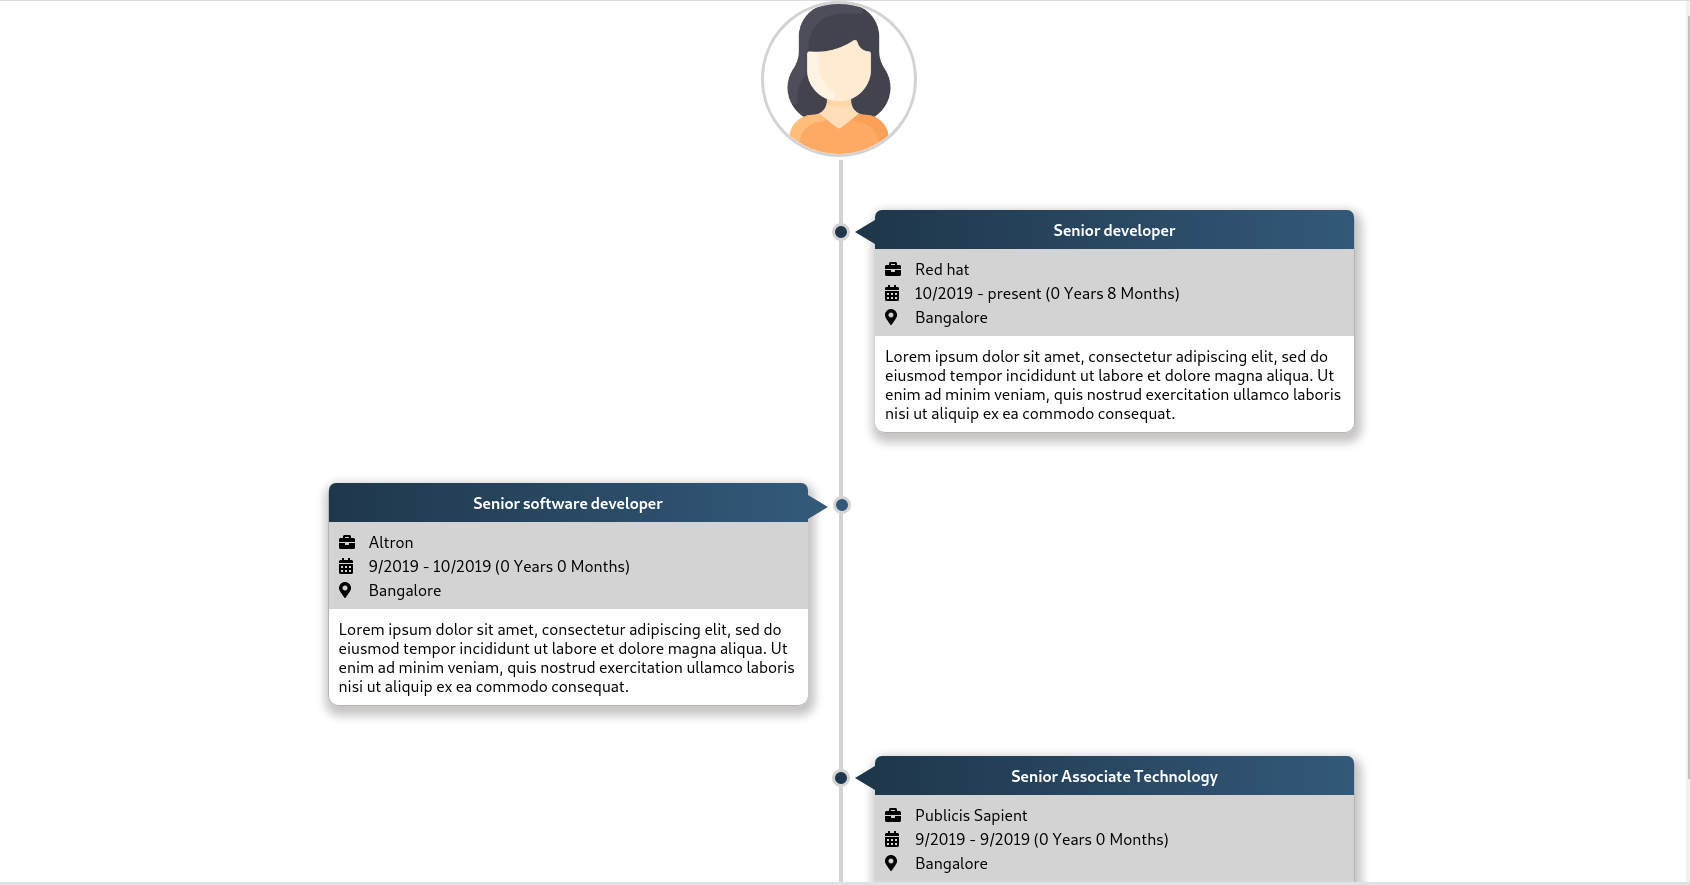 Senior developer
Red hat
10/2019 - present (0 Years 8 Months)
Bangalore
Lorem ipsum dolor sit amet, consectetur adipiscing elit, sed do
eiusmod tempor incididunt ut labore et dolore magna aliqua. Ut
enim ad minim veniam, quis nostrud exercitation ullamco laboris
nisi ut aliquip ex ea commodo consequat.
Senior software developer
Altron
9/2019 - 10/2019 (0 Years 0 Months)
Bangalore
Lorem ipsum dolor sit amet, consectetur adipiscing elit, sed do
eiusmod tempor incididunt ut labore et dolore magna aliqua. Ut
enim ad minim veniam, quis nostrud exercitation ullamco laboris
nisi ut aliquip ex ea commodo consequat.
Senior Associate Technology
Publicis Sapient
9/2019 - 9/2019 (0 Years 0 Months)
Bangalore